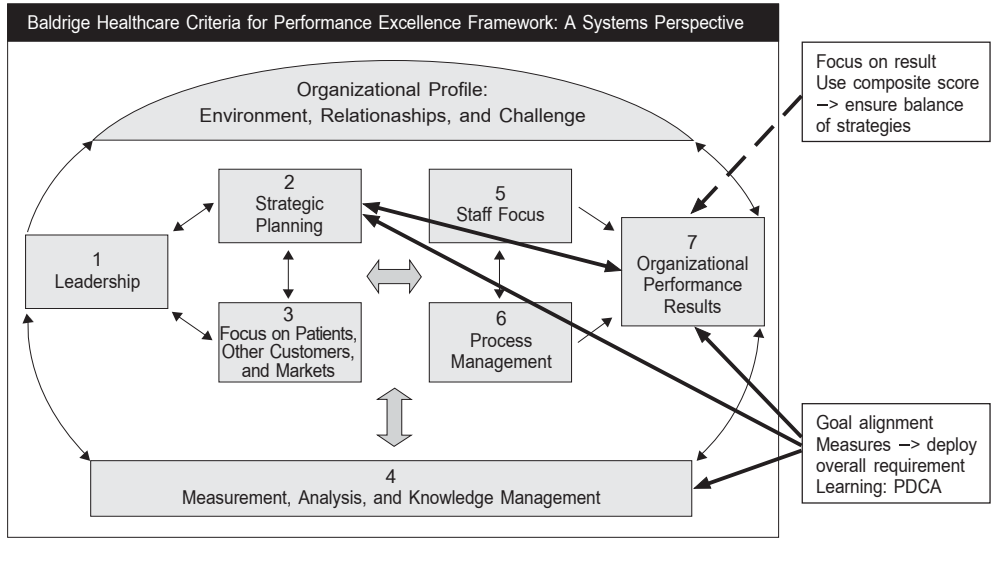 Baldrige Healthcare Criteria for Performance Excellence Framework: A Systems Perspective
Organizational Profile:
Environment, Relationaships, and Challenge
1
Leadership
2
Strategic
Planning
3
Focus on Patients,
Other Customers,
and Markets
5
Staff Focus
6
Process
Management
7
Organizational
Performance
Results
4
Measurement, Analysis, and Knowledge Management
Focus on result
Use composite score
–> ensure balance
of strategies
Goal alignment
Measures –> deploy
overall requirement
Learning: PDCA